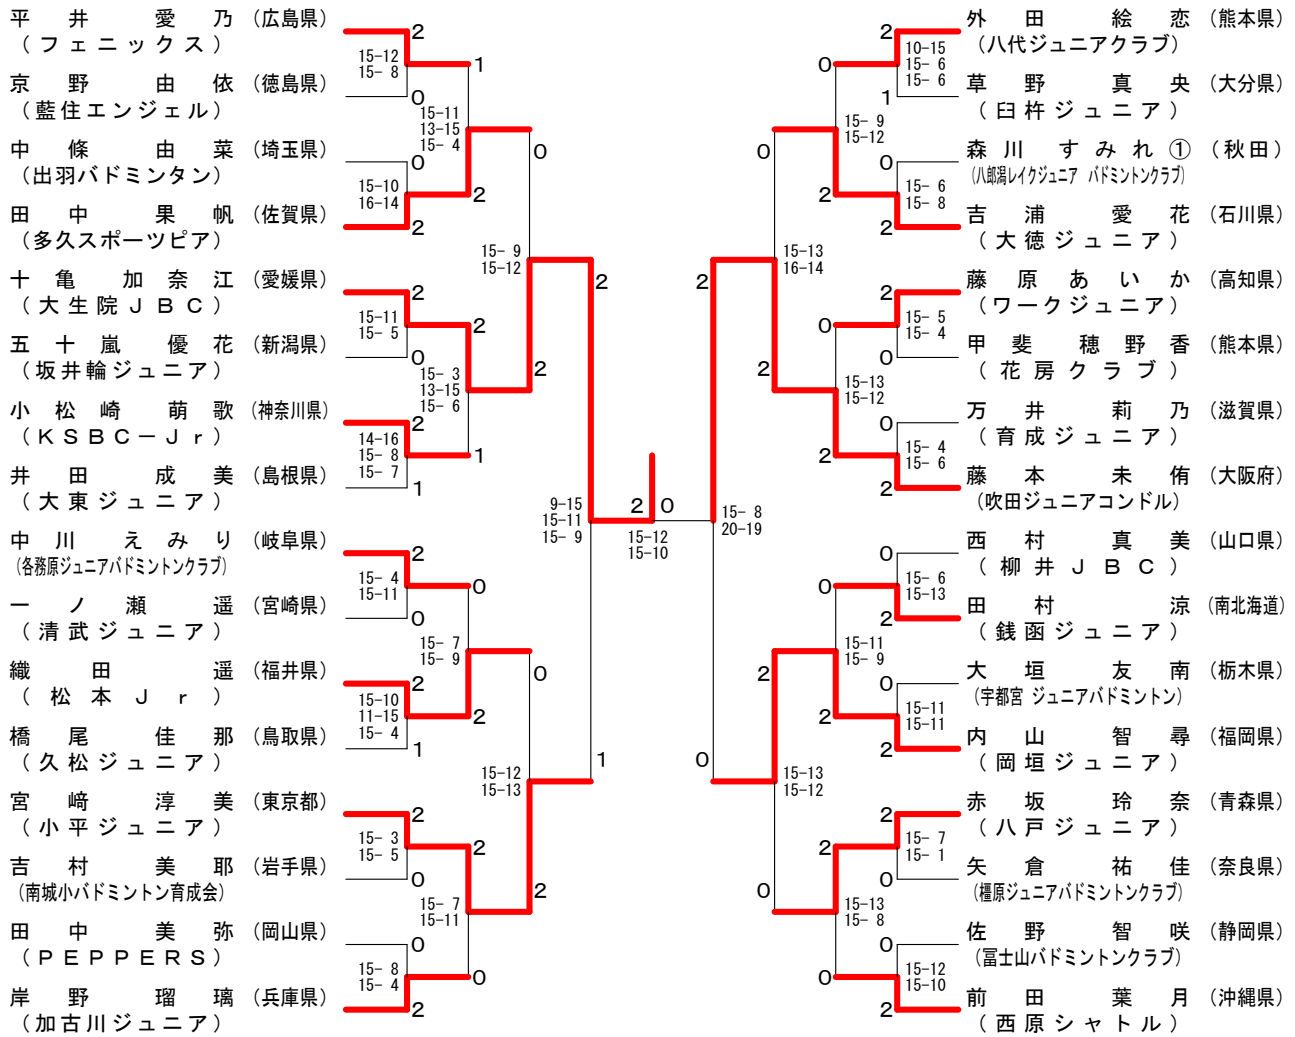 平井愛乃（広島県）
（フェニックス）
京野由依（徳島県）
（藍住エンジェル）
中條由菜（埼玉県）
（出羽バドミンタン）
田中果帆（佐賀県）
（多久スポーツピア）
十亀加奈江（愛媛県）
（大生院ＪＢＣ）
五十嵐優花（新潟県）
（坂井輪ジュニア）
小松崎萌歌（神奈川県）
（ＫＳＢＣ－Ｊｒ）
井田成美（島根県）
（大東ジュニア）
中川えみり（岐阜県）
（各務原ジュニアバドミントンクラブ）
一ノ瀬遥（宮崎県）
（清武ジュニア）
織田遥（福井県）
（松本Ｊｒ）
橋尾佳那（鳥取県）
（久松ジュニア）
宮﨑淳美（東京都）
（小平ジュニア）
吉村美耶（岩手県）
（南城小バドミントン育成会）
田中美弥（岡山県）
（ＰＥＰＰＥＲＳ）
岸野瑠璃（兵庫県）
（加古川ジュニア）
2
15-12
15- 8
0
0
15-10
16-14
2
2
15-11
15- 5
0
2
14-16
15- 8
15- 7
1
2
15- 4
15-11
0
2
15-10
11-15
15- 4
1
2
15- 3
15- 5
0
0
15- 8
15- 4
2
1
15-11
13-15
15- 4
2
2
15- 3
13-15
15- 6
1
0
15- 7
15- 9
2
2
15- 7
15-11
0
0
15- 9
15-12
2
0
15-12
15-13
2
2
9-15
15-11
15- 9
1
2 0
15-12
15-10
2
15- 8
20-19
0
0
15-13
16-14
2
2
15-13
15-12
0
0
15- 9
15-12
2
0
15-13
15-12
2
0
15-11
15- 9
2
2
15-13
15- 8
0
2
10-15
15- 6
15- 6
1
0
15- 6
15- 8
2
2
15- 5
15- 4
0
0
15- 4
15- 6
2
0
15- 6
15-13
2
0
15-11
15-11
2
2
15- 7
15- 1
0
0
15-12
15-10
2
外田絵恋（熊本県）
（八代ジュニアクラブ）
草野真央（大分県）
（臼杵ジュニア）
森川すみれ①（秋田）
（八郎潟レイクジュニア バドミントンクラブ）
吉浦愛花（石川県）
（大徳ジュニア）
藤原あいか（高知県）
（ワークジュニア）
甲斐穂野香（熊本県）
（花房クラブ）
万井莉乃（滋賀県）
（育成ジュニア）
藤本未侑（大阪府）
（吹田ジュニアコンドル）
西村真美（山口県）
（柳井ＪＢＣ）
田村涼（南北海道）
（銭函ジュニア）
大垣友南（栃木県）
（宇都宮 ジュニアバドミントン）
内山智尋（福岡県）
（岡垣ジュニア）
赤坂玲奈（青森県）
（八戸ジュニア）
矢倉祐佳（奈良県）
（橿原ジュニアバドミントンクラブ）
佐野智咲（静岡県）
（冨士山バドミントンクラブ）
前田葉月（沖縄県）
（西原シャトル）